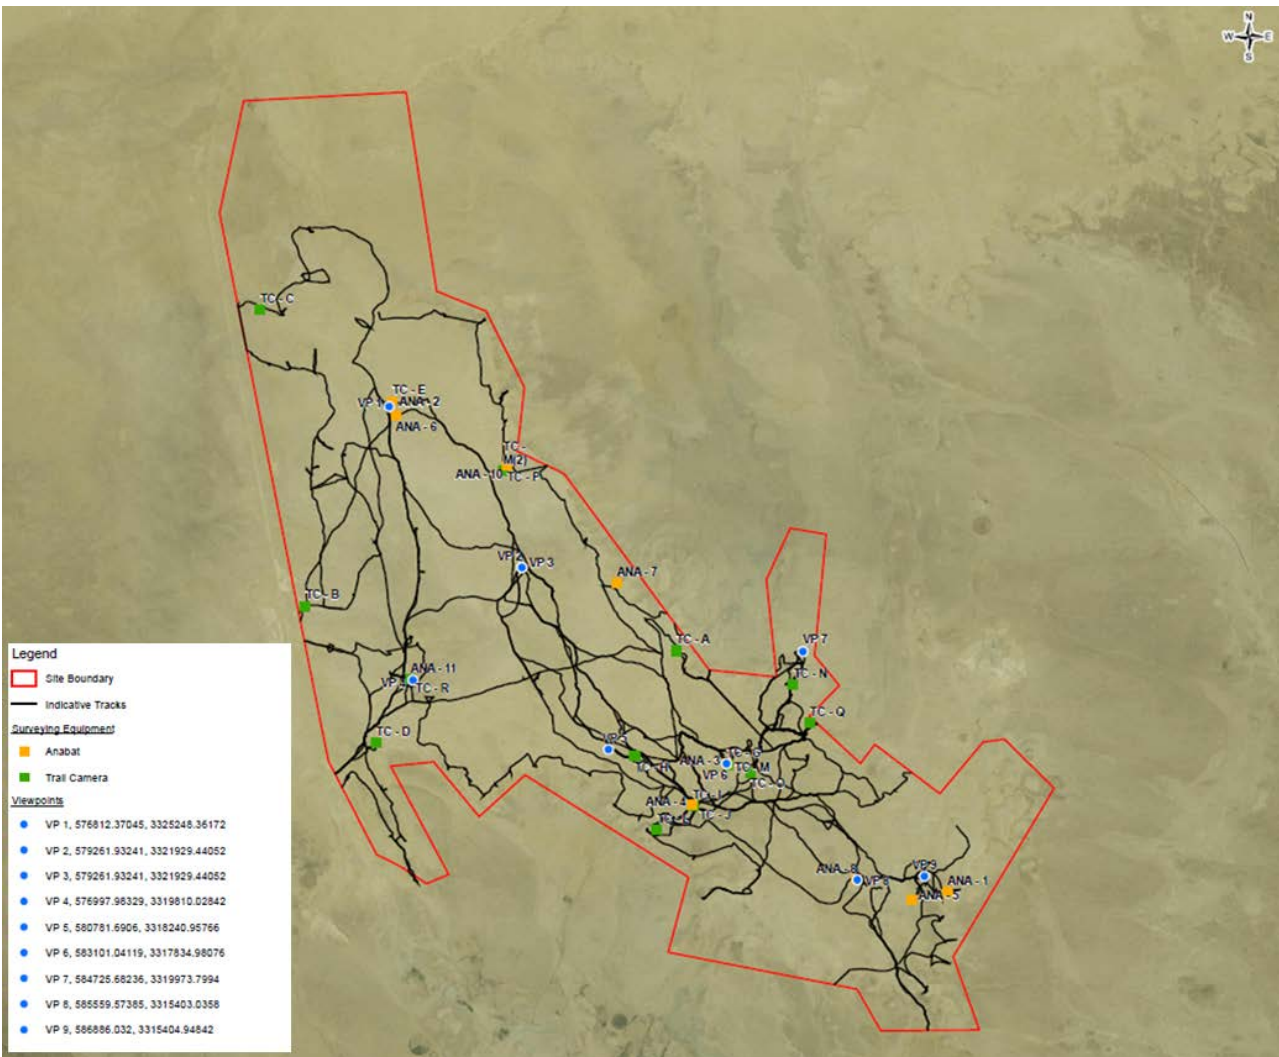 N
W E
S
TC - C
TC - E
VP 1 ANA - 2
ANA - 6
TC -
M(2)
ANA - 10 TC - P
VP 2 VP 3
ANA - 7
TC - B
TC - A
VP 7
ANA - 11
VP TC - R
TC - N
TC - Q
TC - D
VP 5
TC - G
ANA - 3 TC - M
VP 6
TC - O
ANA - 4
TC - J
ANA - 8 VP 8
VP 9
ANA - 1
ANA - 5
Legend
Site Boundary
Indicative Tracks
Surveying Equipment
Anabat
Trail Camera
Viewpoints
VP 1, 576812.37045, 3325248.36172
VP 2, 579261.93241, 3321929.44052
VP 3, 579261.93241, 3321929.44052
VP 4, 576997.98329, 3319810.02842
VP 5, 580781.6906, 3318240.95766
VP 6, 583101.04119, 3317834.98076
VP 7, 584725.68236, 3319973.7994
VP 8, 585559.57385, 3315403.0358
VP 9, 586886.032, 3315404.94842